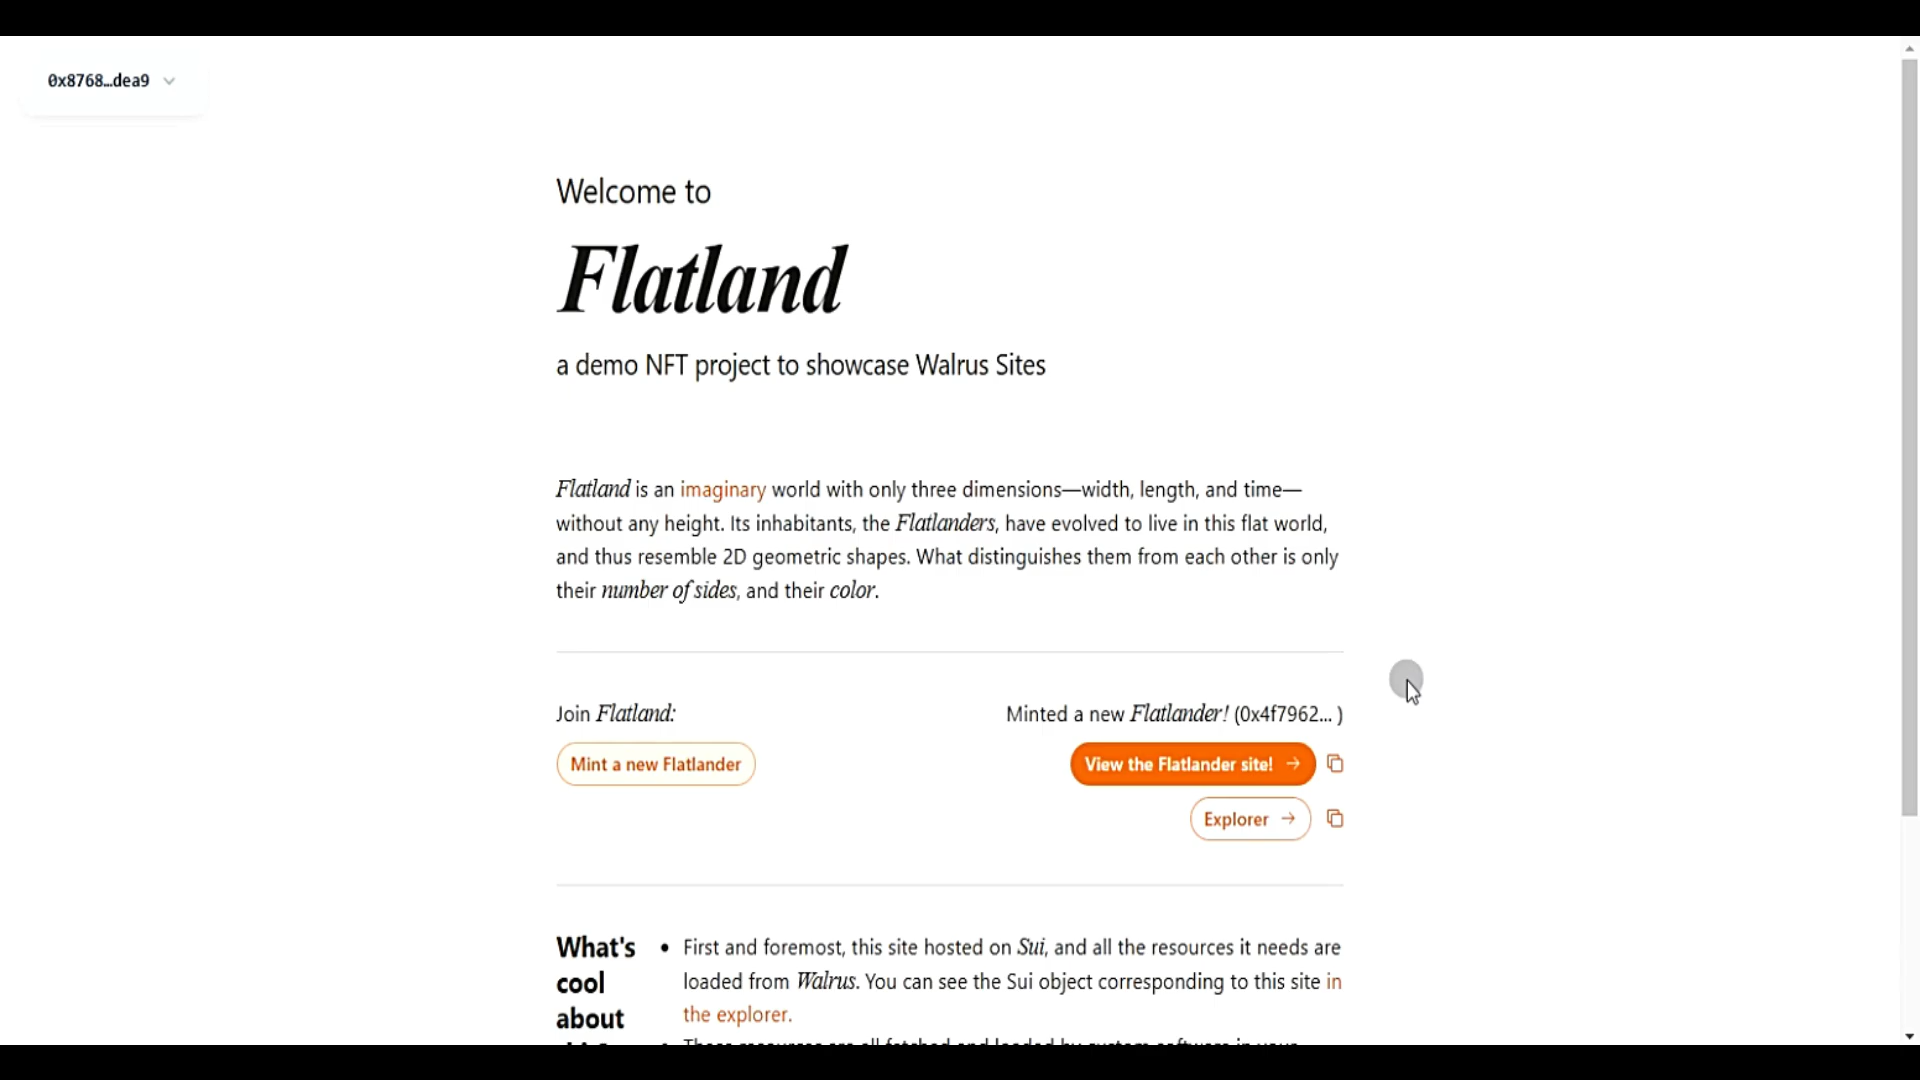 0x8768…dea9
Welcome to
Flatland
a demo NFT project to showcase Walrus Sites
Flatland is an imaginary world with only three dimensions—width, length, and time—
without any height. Its inhabitants, the Flatlanders, have evolved to live in this flat world,
and thus resemble 2D geometric shapes. What distinguishes them from each other is only
their number of sides, and their color.
Join Flatland:
Mint a new Flatlander
Minted a new Flatlander! (0x4f7962... )
View the Flatlander site! →
Explorer →
What's
cool
about
• First and foremost, this site hosted on Sui, and all the resources it needs are
loaded from Walrus. You can see the Sui object corresponding to this site in
the explorer.